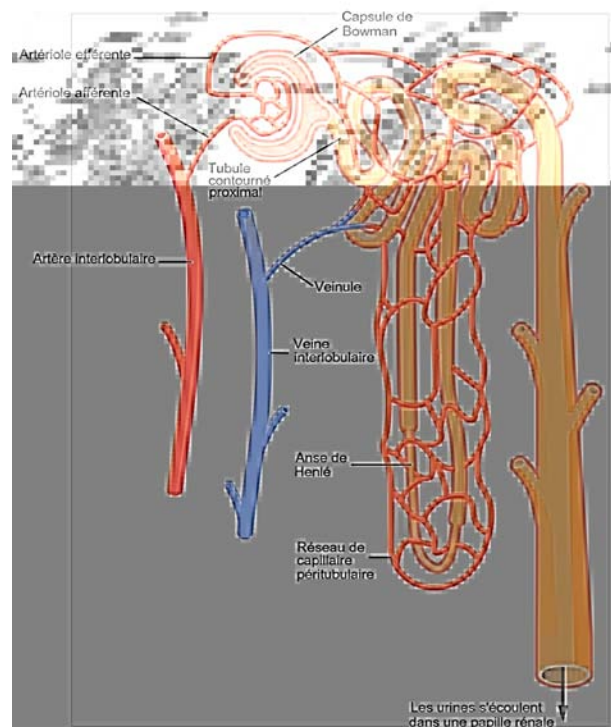 Capsule de
Bowman
Artériole efférente
Artériole afférente
Tubule
contourné
proximal
Artère interlobulaire
Veinule
Veine
interlobulaire
Anse de
Henlé
Réseau de
capillaire
péritubulaire
Les urines s'écoulent
dans une papille rénale